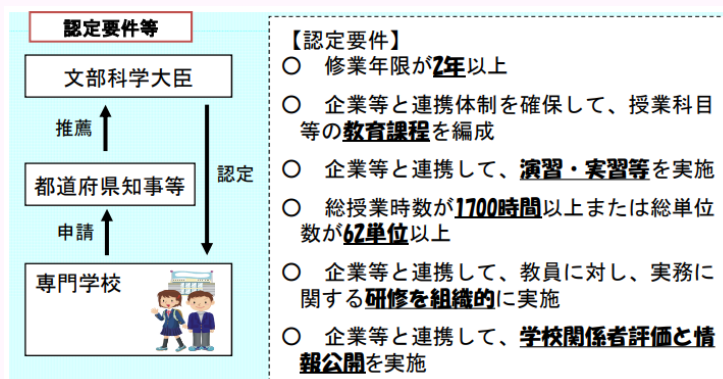 認定要件等
文部科学大臣
推薦
都道府県知事等
認定
申請
専門学校
【認定要件】
○ 修業年限が2年以上
○ 企業等と連携体制を確保して、授業科目
等の教育課程を編成
○ 企業等と連携して、演習・実習等を実施
○ 総授業時数が1700時間以上または総単位
数が62単位以上
○ 企業等と連携して、教員に対し、実務に
関する研修を組織的に実施
○ 企業等と連携して、学校関係者評価と情
報公開を実施